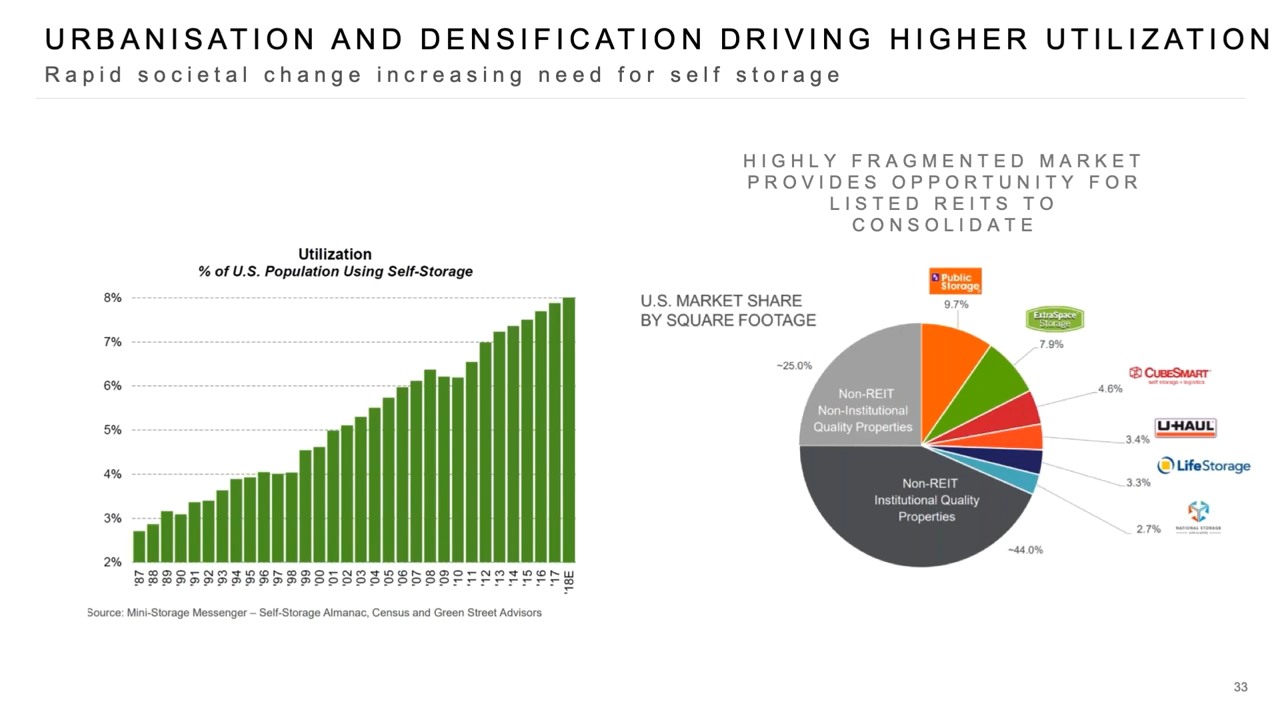 URBANISATION AND DENSIFICATION DRIVING HIGHER UTILIZATION
Rapid societal change increasing need for self storage
HIGHLY FRAGMENTED MARKET
PROVIDES OPPORTUNITY FOR
LISTED REITS TO
CONSOLIDATE
Utilization
% of U.S. Population Using Self-Storage
8%
7%
6%
5%
4%
3%
2%
'87
'88
'89
'90
'91
'92
'93
'94
'95
'96
'97
'98
'99
'00
'01
'02
'03
'04
'05
'06
'07
'08
'09
'10
'11
'12
'13
'14
'15
'16
'17
'18E
Source: Mini-Storage Messenger – Self-Storage Almanac, Census and Green Street Advisors
U.S. MARKET SHARE
BY SQUARE FOOTAGE
Public
Storage
9.7%
ExtraSpace
Storage
7.9%
CUBESMART
self storage + logistics
4.6%
U-HAUL
3.4%
LifeStorage
3.3%
NATIONAL STORAGE
2.7%
~44.0%
~25.0%
Non-REIT
Non-Institutional
Quality Properties
Non-REIT
Institutional Quality
Properties
33